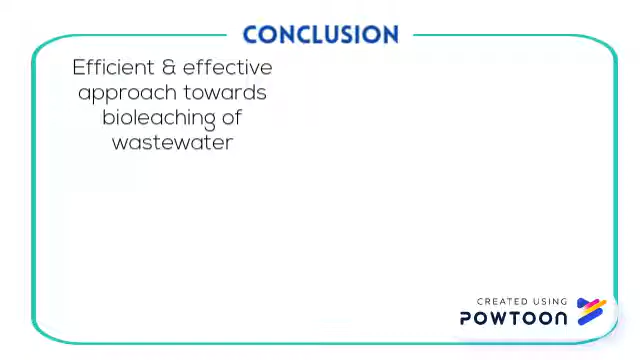 CONCLUSION
Efficient & effective
approach towards
bioleaching of
wastewater
CREATED USING
POWTOON